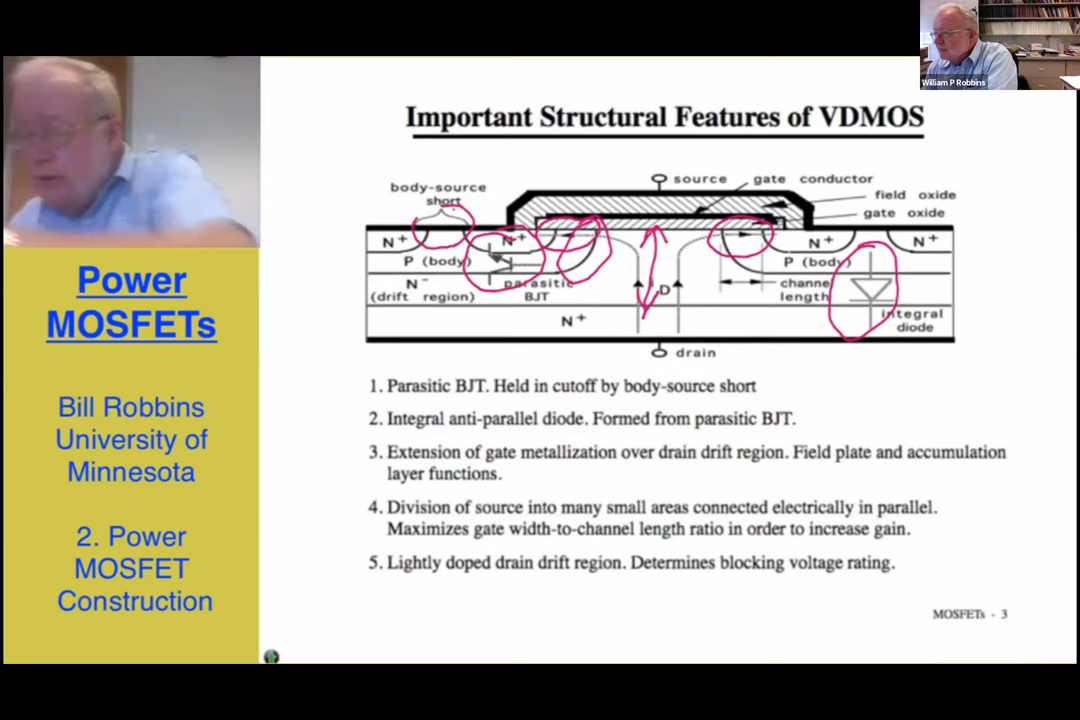 William P Robbins
Power
MOSFETs
Bill Robbins
University of
Minnesota
2. Power
MOSFET
Construction
Important Structural Features of VDMOS
body-source
short
source
gate conductor
field oxide
gate oxide
N+
N+
N+
N+
P (body)
P (body)
N-
(drift region)
parasitic
BJT
D
channel
length
integral
diode
N+
drain
1. Parasitic BJT. Held in cutoff by body-source short
2. Integral anti-parallel diode. Formed from parasitic BJT.
3. Extension of gate metallization over drain drift region. Field plate and accumulation
layer functions.
4. Division of source into many small areas connected electrically in parallel.
Maximizes gate width-to-channel length ratio in order to increase gain.
5. Lightly doped drain drift region. Determines blocking voltage rating.
MOSFETs - 3